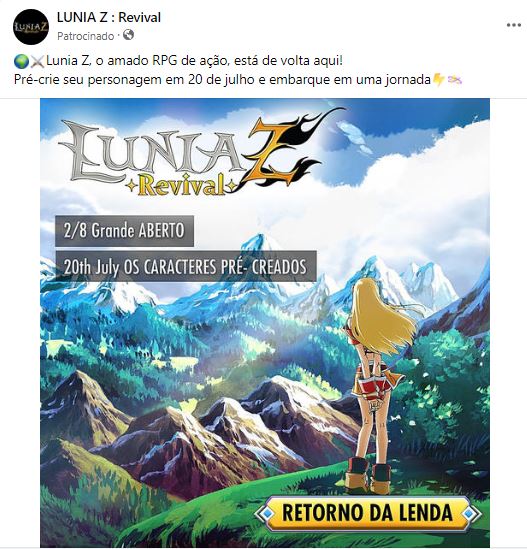 LUNIA Z : Revival
Patrocinado ·
Lunia Z, o amado RPG de ação, está de volta aqui!
Pré-crie seu personagem em 20 de julho e embarque em uma jornada
LUNIA Z
Revival
2/8 Grande ABERTO
20th July OS CARACTERES PRÉ- CREADOS
RETORNO DA LENDA